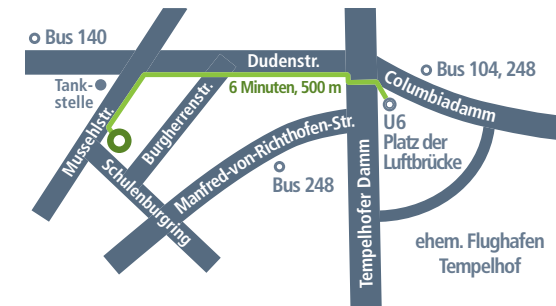 Bus 140
Dudenstr.
Bus 104, 248
Tank-
stelle
6 Minuten, 500 m
Columbiadamm
Mussehlstr.
Burgherrenstr.
U6
Platz der
Luftbrücke
Manfred-von-Richthofen-Str.
Schulenburgring
Bus 248
Tempelhofer Damm
ehem. Flughafen
Tempelhof